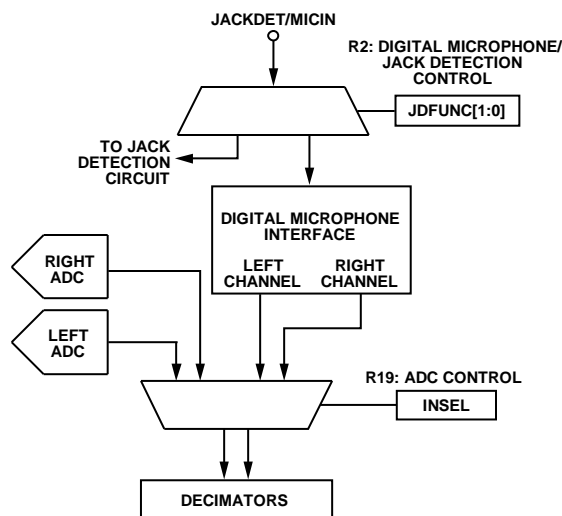 JACKDET/MICIN
R2: DIGITAL MICROPHONE/
JACK DETECTION
CONTROL
JDFUNC[1:0]
TO JACK
DETECTION
CIRCUIT
DIGITAL MICROPHONE
INTERFACE
LEFT
CHANNEL
RIGHT
CHANNEL
RIGHT
ADC
LEFT
ADC
R19: ADC CONTROL
INSEL
DECIMATORS